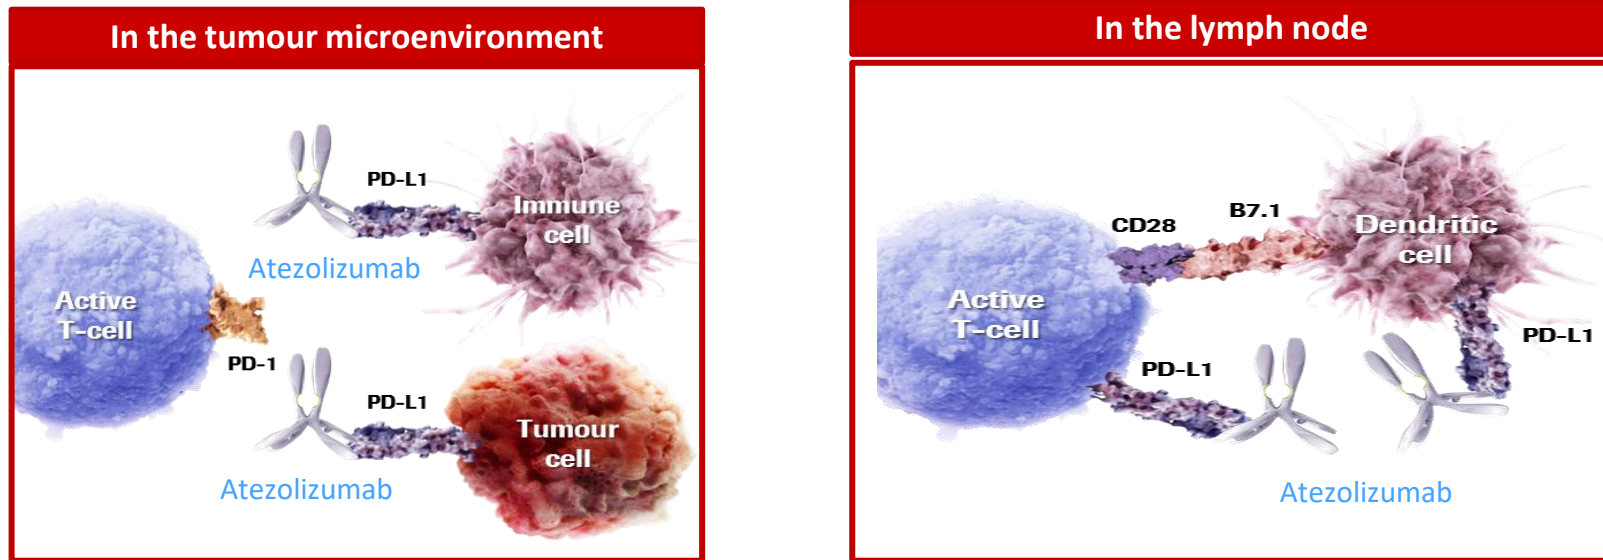 In the tumour microenvironment
PD-L1
Immune
cell
Atezolizumab
Active
T-cell
PD-1
PD-L1
Tumour
cell
Atezolizumab
In the lymph node
CD28
B7.1
Dendritic
cell
Active
T-cell
PD-L1
PD-L1
Atezolizumab